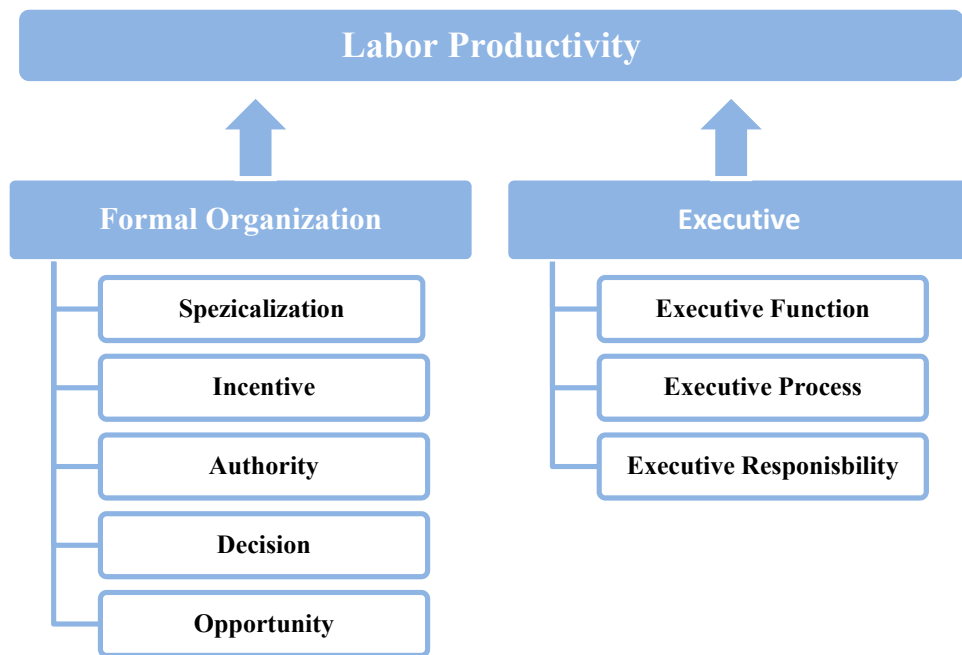 Labor Productivity
Formal Organization
Spezicalization
Incentive
Authority
Decision
Opportunity
Executive
Executive Function
Executive Process
Executive Responisbility